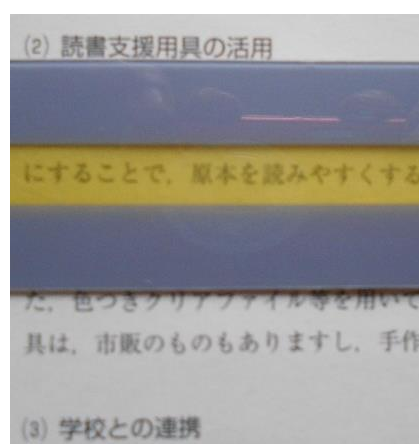 (2) 読書支援用具の活用
にすることで，原本を読みやすくする
た，色つきクリアファイル等を用いて
具は，市販のものもありますし，手作
(3) 学校との連携